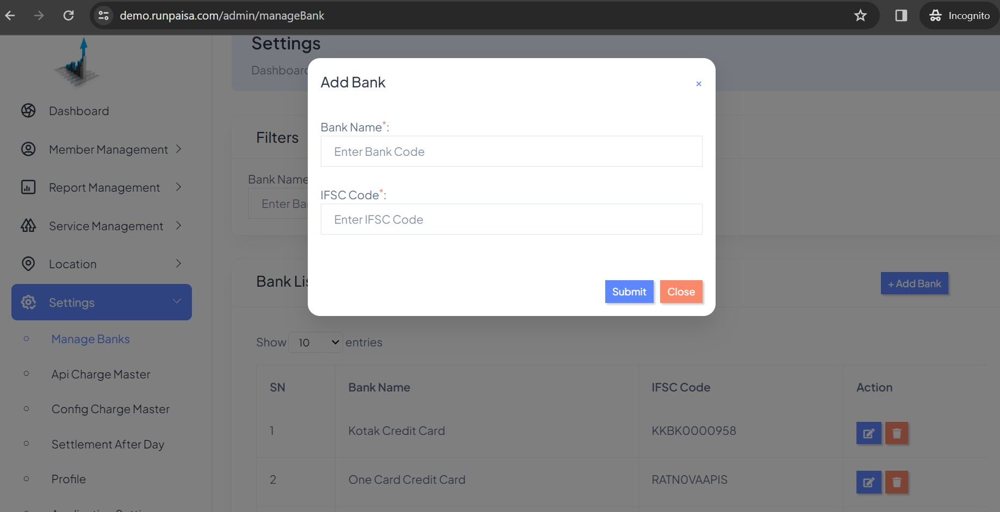 demo.runpaisa.com/admin/manageBank
Incognito
Settings
Dashboard
Add Bank
×
Dashboard
Bank Name*:
Enter Bank Code
Filters
Member Management
Bank Name
Report Management
IFSC Code*:
Enter IFSC Code
Enter
Service Management
Location
Bank
+ Add Bank
Submit
Close
Settings
Manage Banks
Show 10 entries
Api Charge Master
SN Bank Name IFSC Code Action
Config Charge Master
1 Kotak Credit Card KKBK0000958
Settlement After Day
2 One Card Credit Card RATN0VAAPIS
Profile